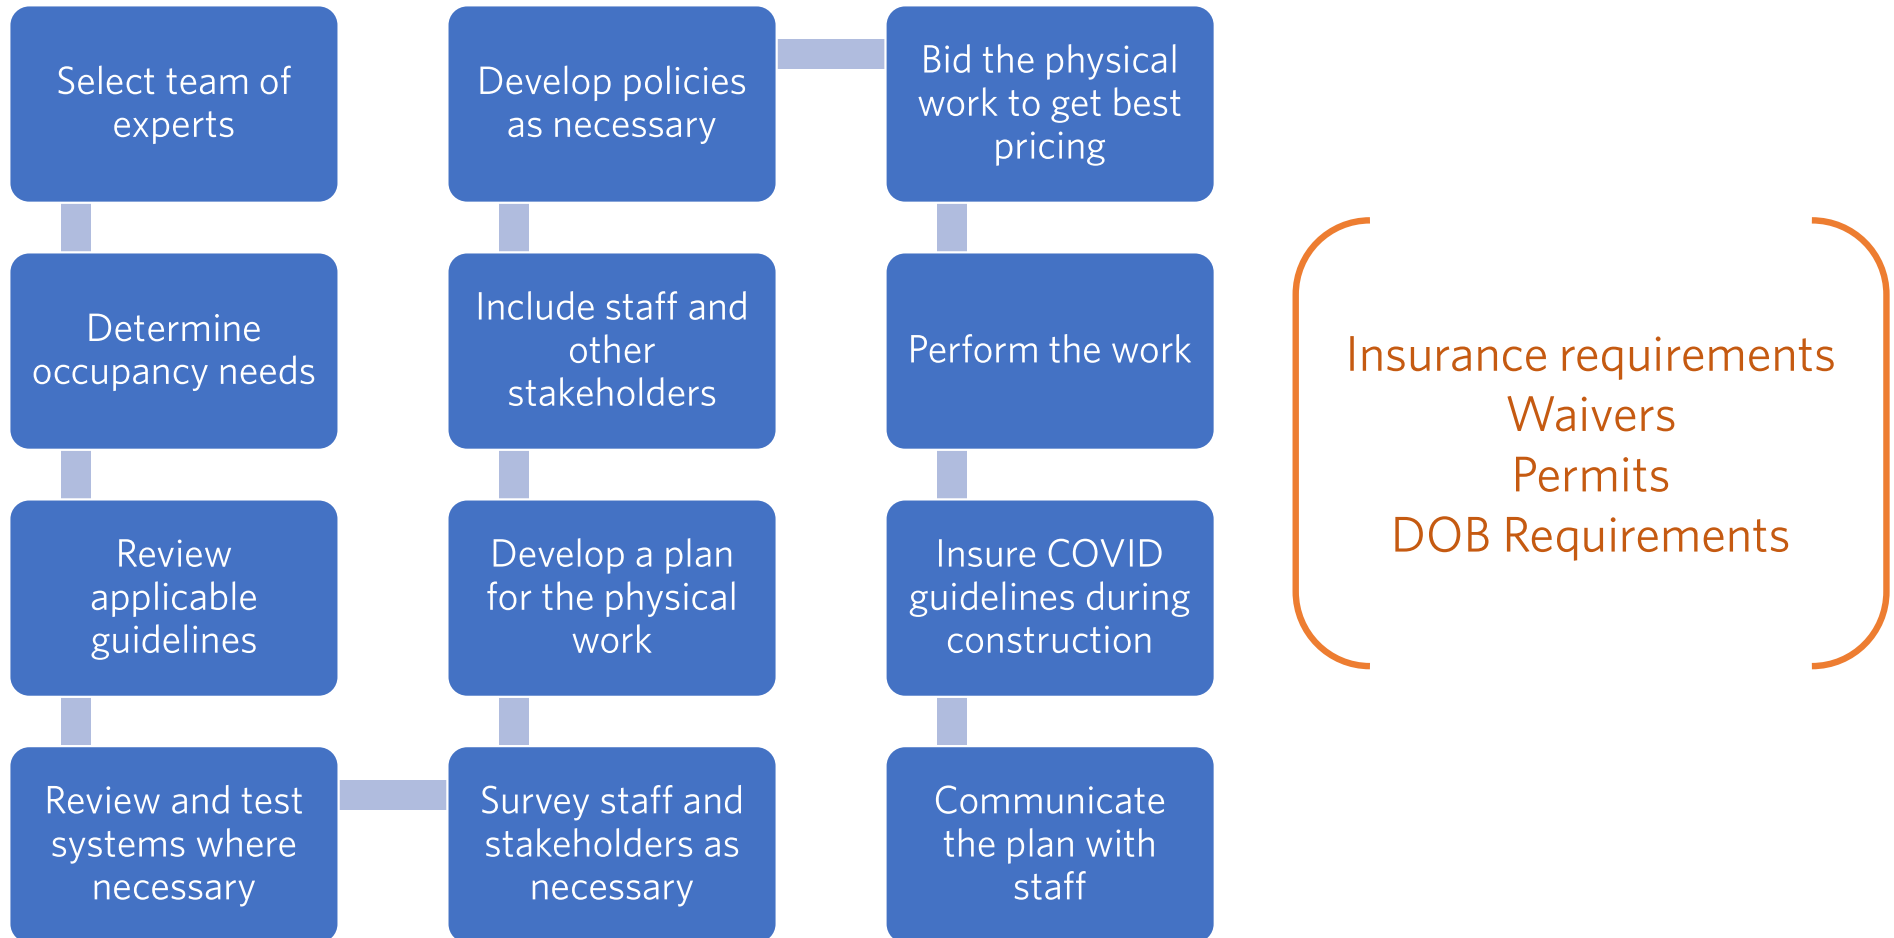 Select team of
experts
Determine
occupancy needs
Review
applicable
guidelines
Review and test
systems where
necessary
Survey staff and
stakeholders as
necessary
Develop a plan
for the physical
work
Include staff and
other
stakeholders
Develop policies
as necessary
Bid the physical
work to get best
pricing
Perform the work
Insure COVID
guidelines during
construction
Communicate
the plan with
staff
Insurance requirements
Waivers
Permits
DOB Requirements